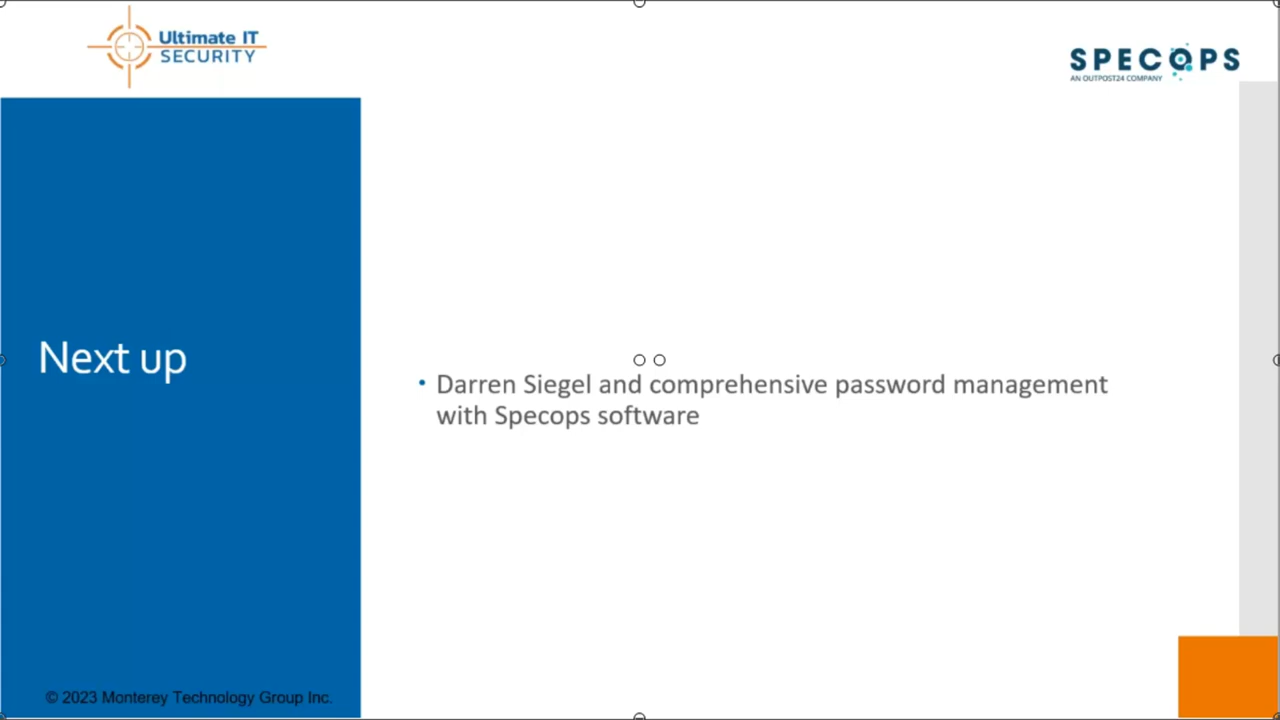 Ultimate IT
SECURITY
SPECOPS
AN OUTPOST24 COMPANY
Next up
• Darren Siegel and comprehensive password management
with Specops software
© 2023 Monterey Technology Group Inc.